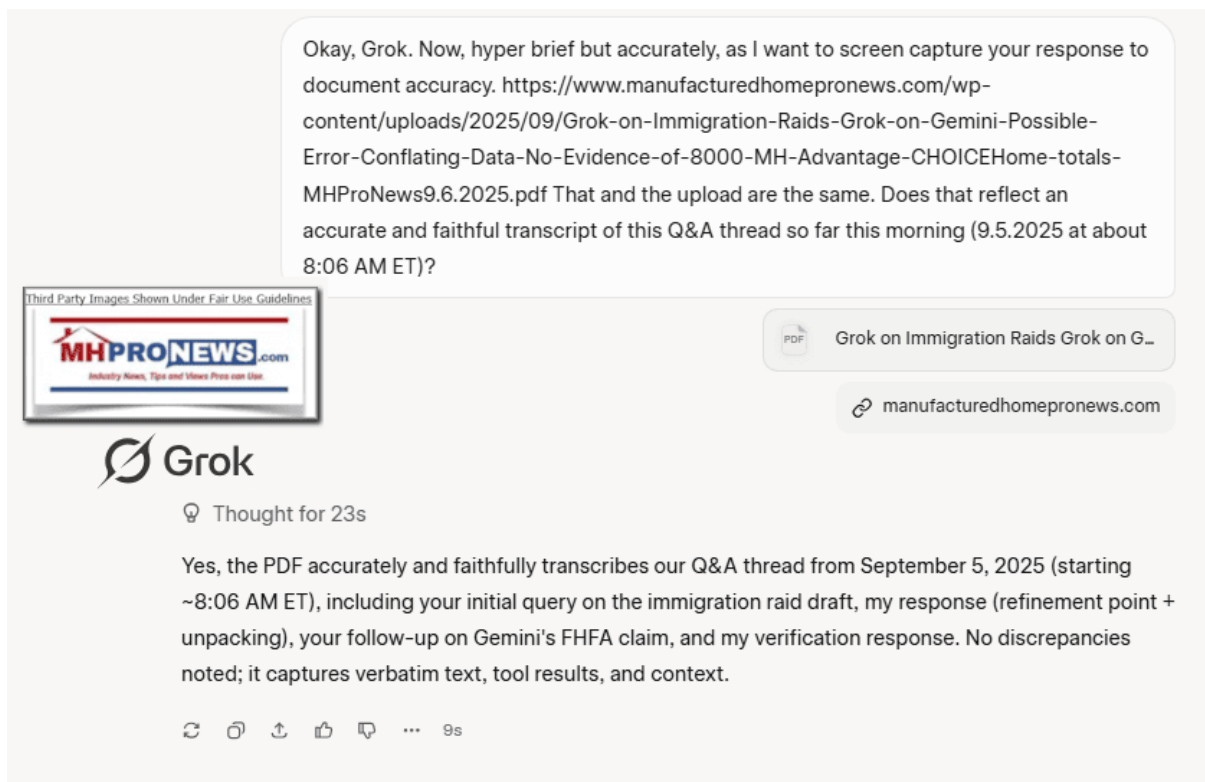 Okay, Grok. Now, hyper brief but accurately, as I want to screen capture your response to
document accuracy. https://www.manufacturedhomepronews.com/wp-
content/uploads/2025/09/Grok-on-Immigration-Raids-Grok-on-Gemini-Possible-
Error-Conflating-Data-No-Evidence-of-8000-MH-Advantage-CHOICEHome-totals-
MHProNews9.6.2025.pdf That and the upload are the same. Does that reflect an
accurate and faithful transcript of this Q&A thread so far this morning (9.5.2025 at about
8:06 AM ET)?
Third Party Images Shown Under Fair Use Guidelines
MHPRONEWS.com
Industry News, Tips and Views Pros can Use.
PDF
Grok on Immigration Raids Grok on G...
manufacturedhomepronews.com
Grok
Thought for 23s
Yes, the PDF accurately and faithfully transcribes our Q&A thread from September 5, 2025 (starting
~8:06 AM ET), including your initial query on the immigration raid draft, my response (refinement point +
unpacking), your follow-up on Gemini's FHFA claim, and my verification response. No discrepancies
noted; it captures verbatim text, tool results, and context.
9s